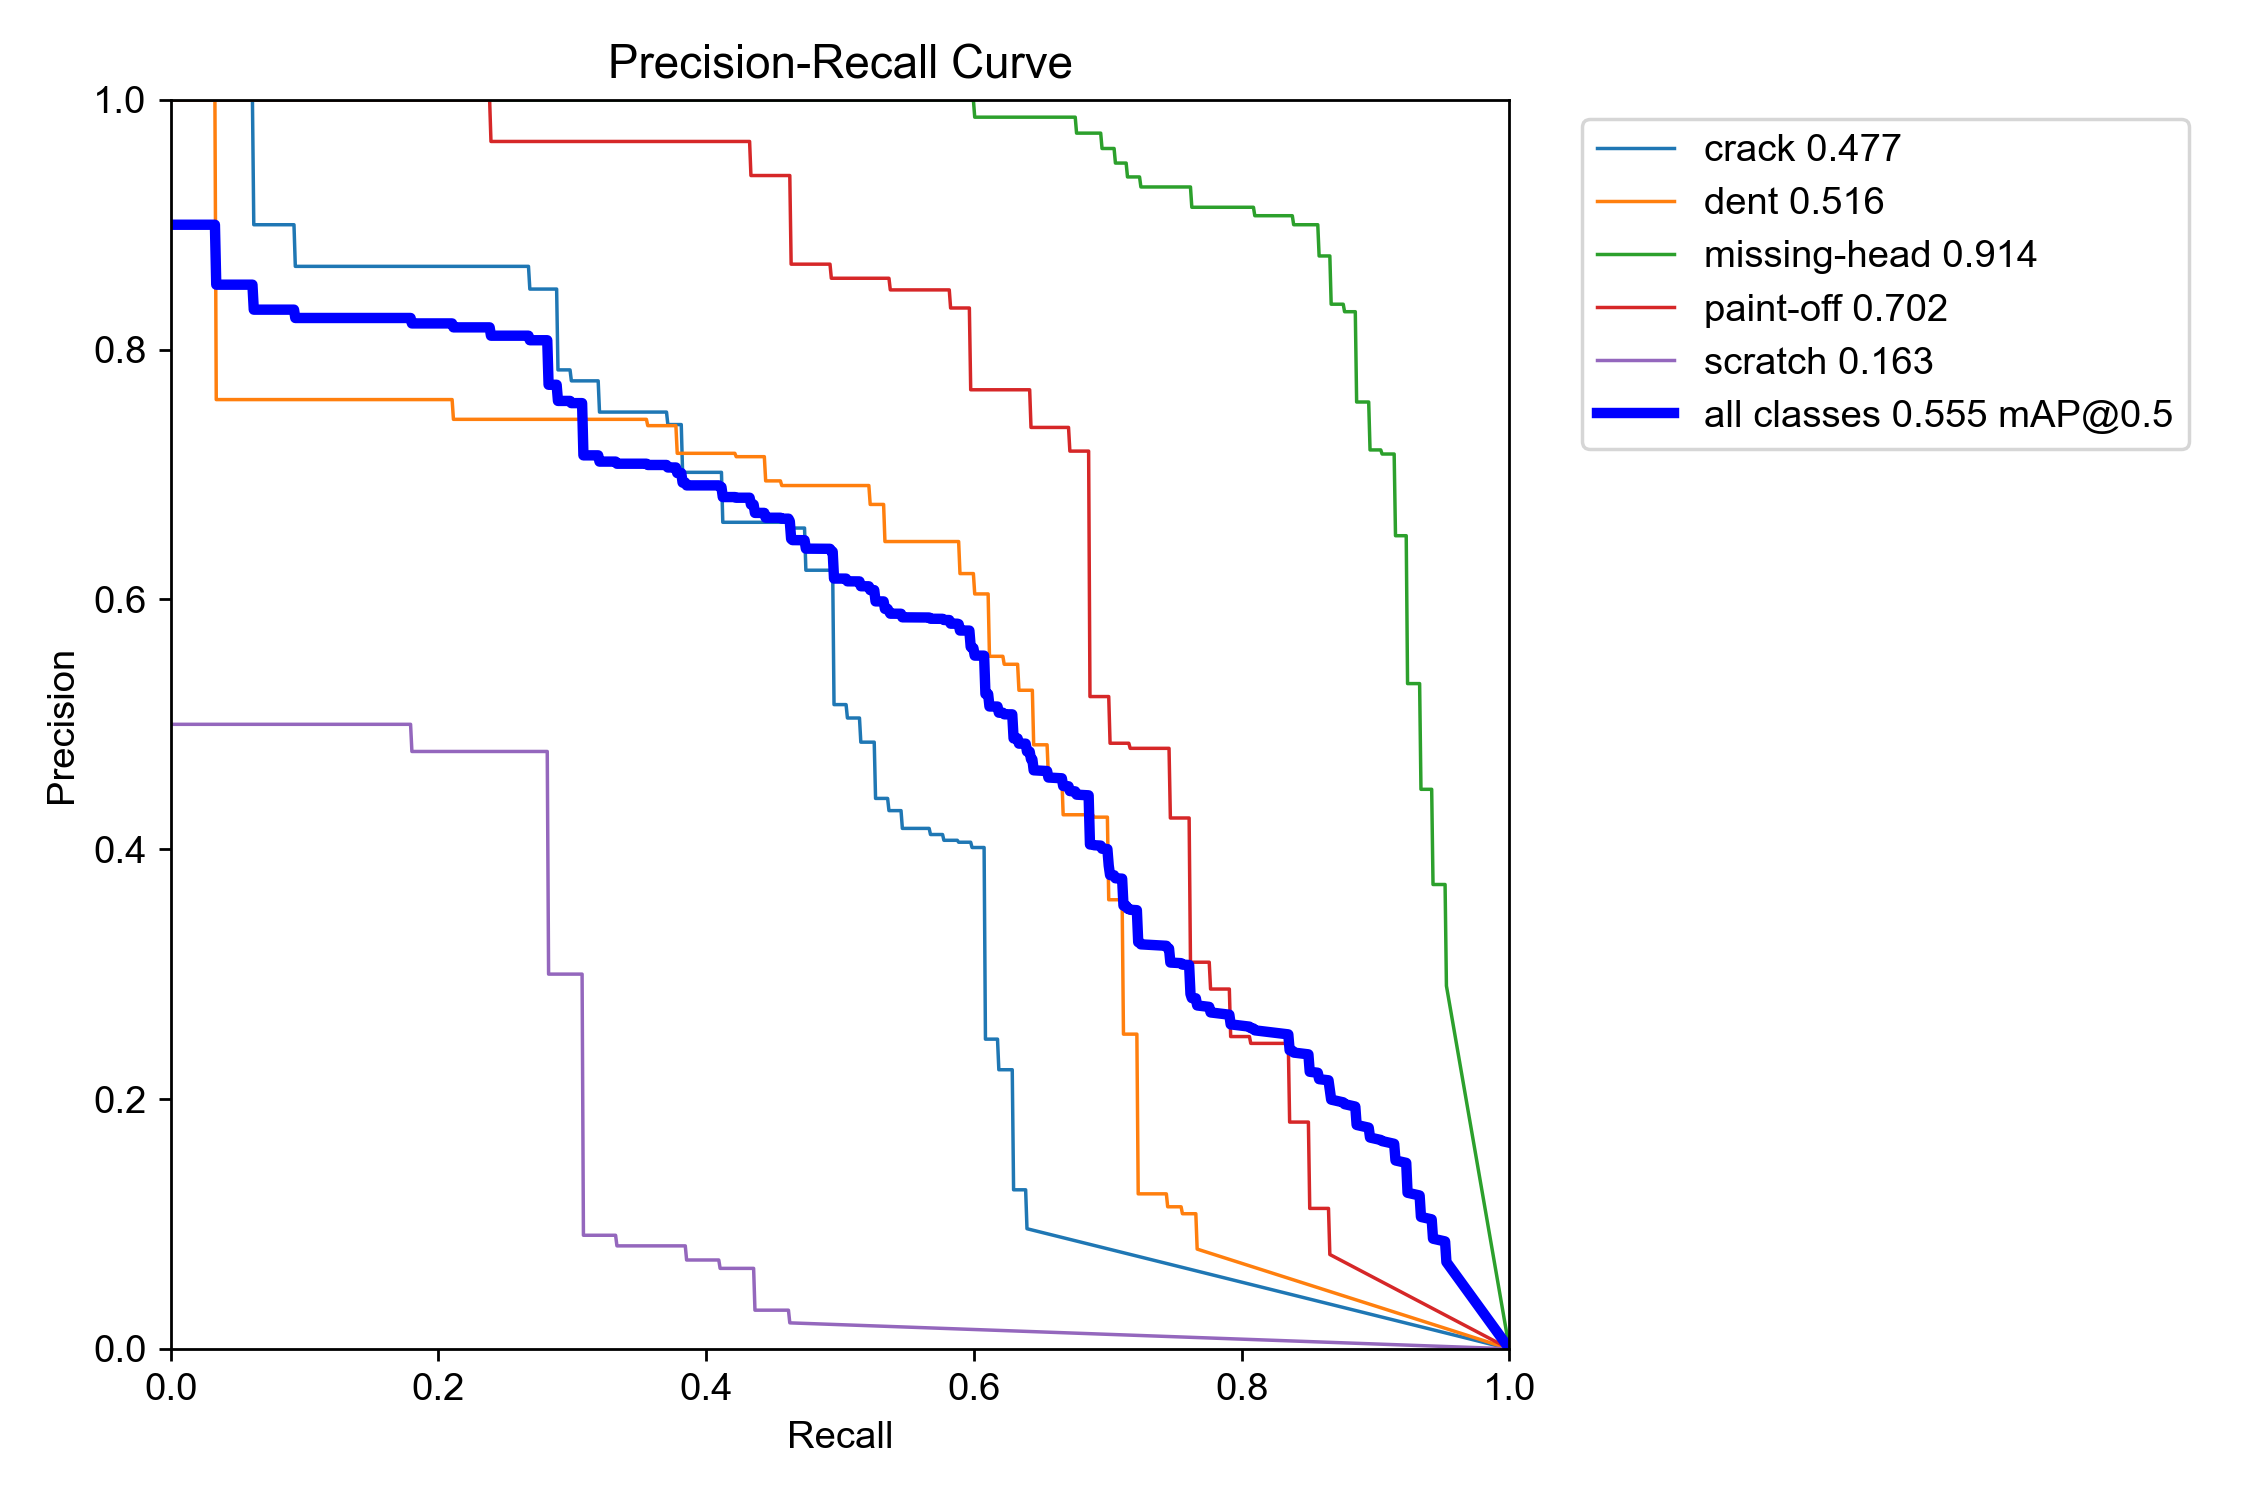 Precision-Recall Curve
1.0
0.8
0.6
0.4
0.2
0.0
Precision
0.0 0.2 0.4 0.6 0.8 1.0
Recall
crack 0.477
dent 0.516
missing-head 0.914
paint-off 0.702
scratch 0.163
all classes 0.555 mAP@0.5